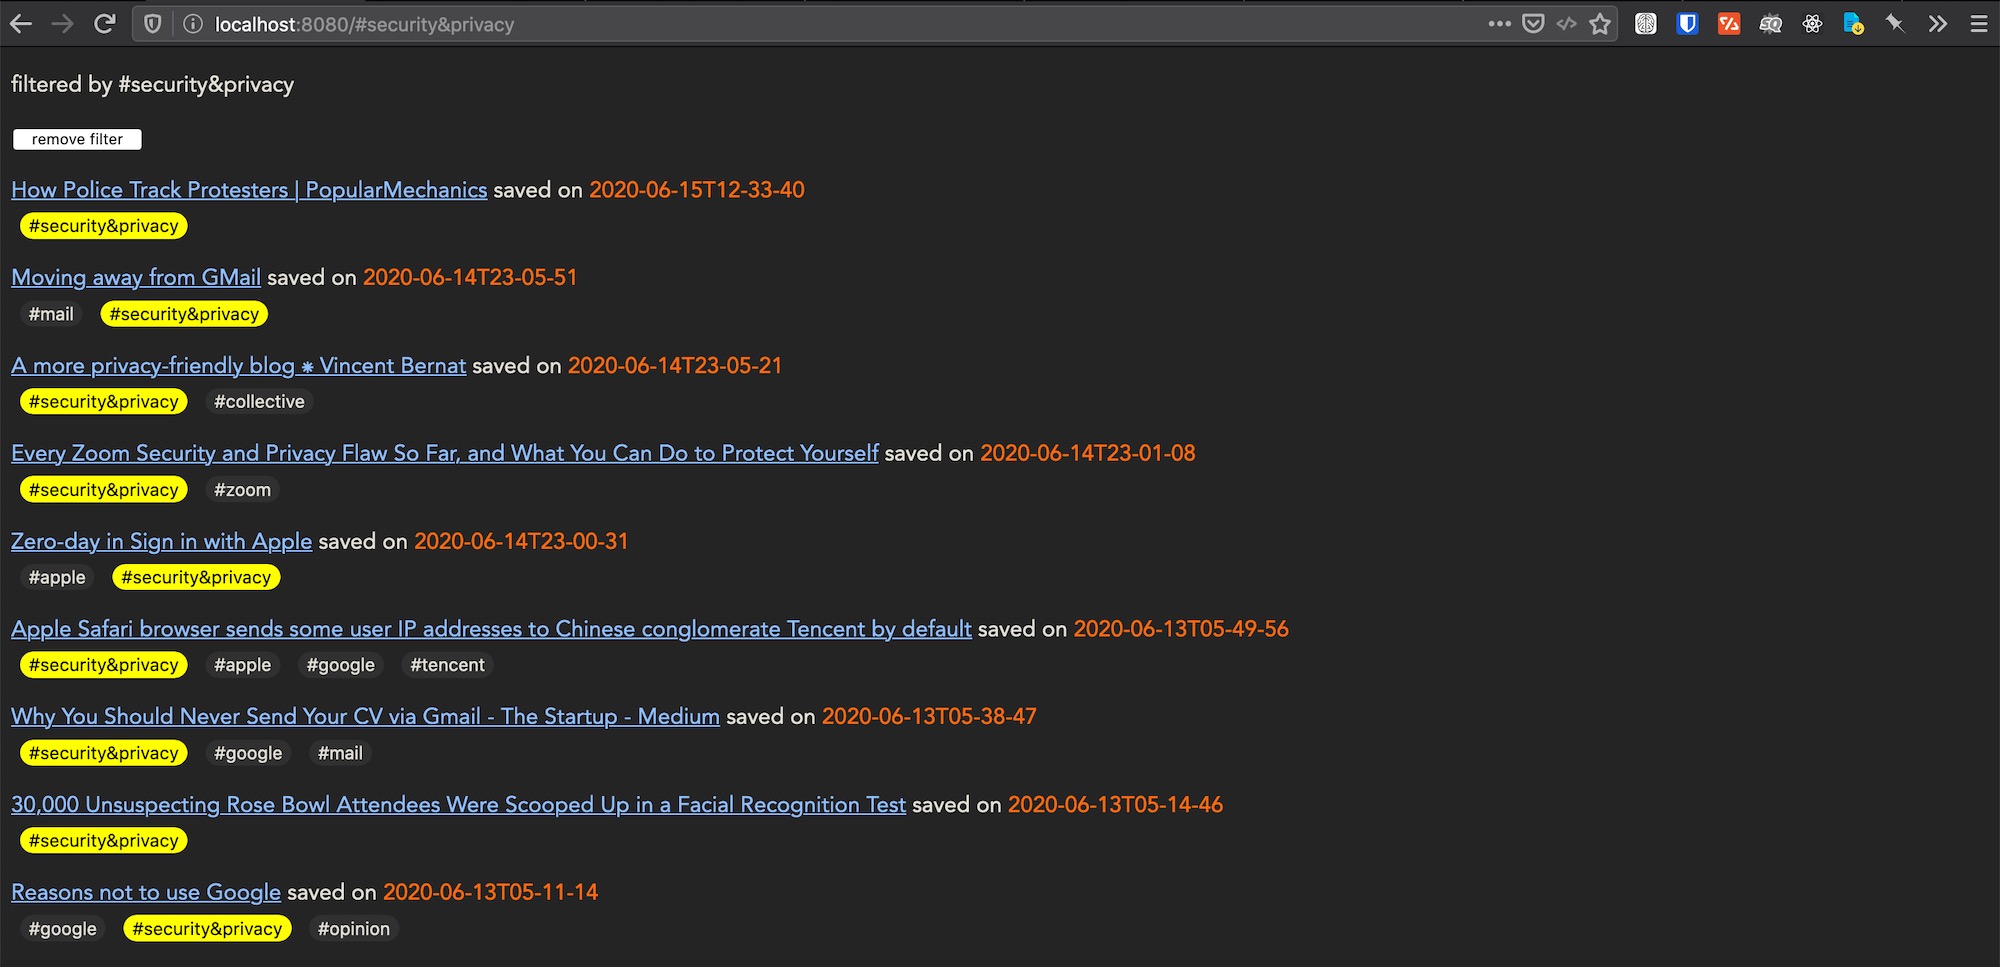 localhost:8080/#security&privacy
filtered by #security&privacy
remove filter
How Police Track Protesters | PopularMechanics saved on 2020-06-15T12-33-40
#security&privacy
Moving away from GMail saved on 2020-06-14T23-05-51
#mail #security&privacy
A more privacy-friendly blog ⁕ Vincent Bernat saved on 2020-06-14T23-05-21
#security&privacy #collective
Every Zoom Security and Privacy Flaw So Far, and What You Can Do to Protect Yourself saved on 2020-06-14T23-01-08
#security&privacy #zoom
Zero-day in Sign in with Apple saved on 2020-06-14T23-00-31
#apple #security&privacy
Apple Safari browser sends some user IP addresses to Chinese conglomerate Tencent by default saved on 2020-06-13T05-49-56
#security&privacy #apple #google #tencent
Why You Should Never Send Your CV via Gmail - The Startup - Medium saved on 2020-06-13T05-38-47
#security&privacy #google #mail
30,000 Unsuspecting Rose Bowl Attendees Were Scooped Up in a Facial Recognition Test saved on 2020-06-13T05-14-46
#security&privacy
Reasons not to use Google saved on 2020-06-13T05-11-14
#google #security&privacy #opinion